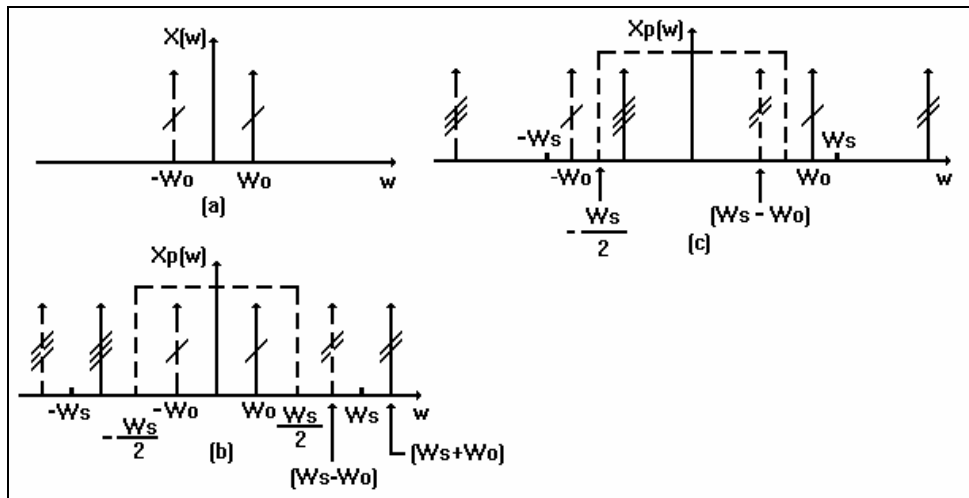 X(w)
-Wo
Wo
w
(a)
Xp(w)
-Ws
-Wo
Wo
Ws
w
- Ws
2
(Ws - Wo)
(c)
Xp(w)
-Ws
-Wo
Wo
Ws
w
- Ws
2
Ws
2
(b)
(Ws-Wo)
(Ws+Wo)